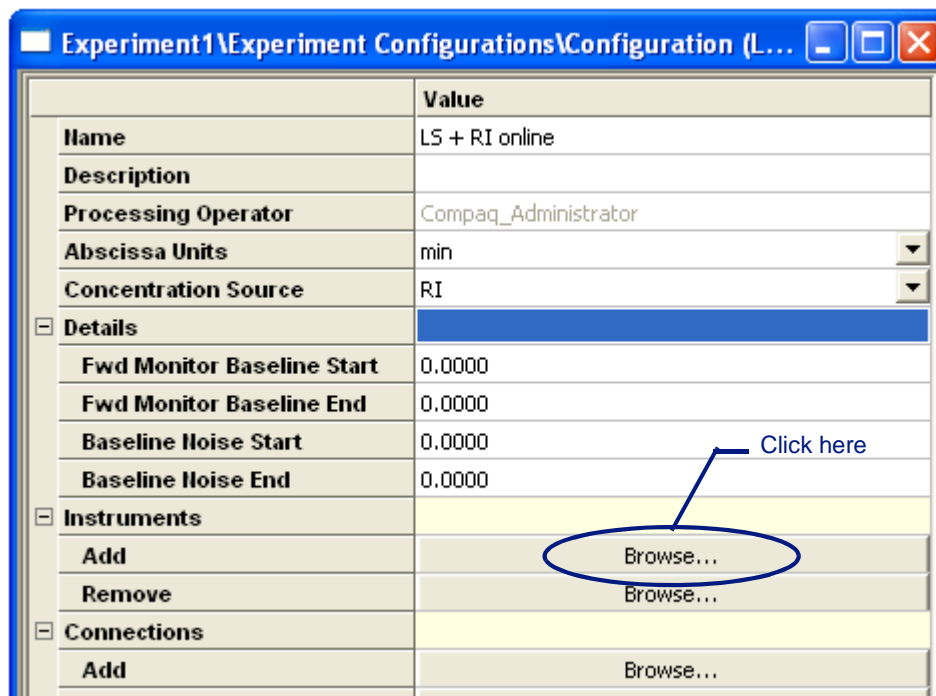 Experiment1\Experiment Configurations\Configuration (L...
Value
Name LS + RI online
Description
Processing Operator Compaq_Administrator
Abscissa Units min
Concentration Source RI
Details
Fwd Monitor Baseline Start 0.0000
Fwd Monitor Baseline End 0.0000
Baseline Noise Start 0.0000
Click here
Baseline Noise End 0.0000
Instruments
Add Browse...
Remove Browse...
Connections
Add Browse...